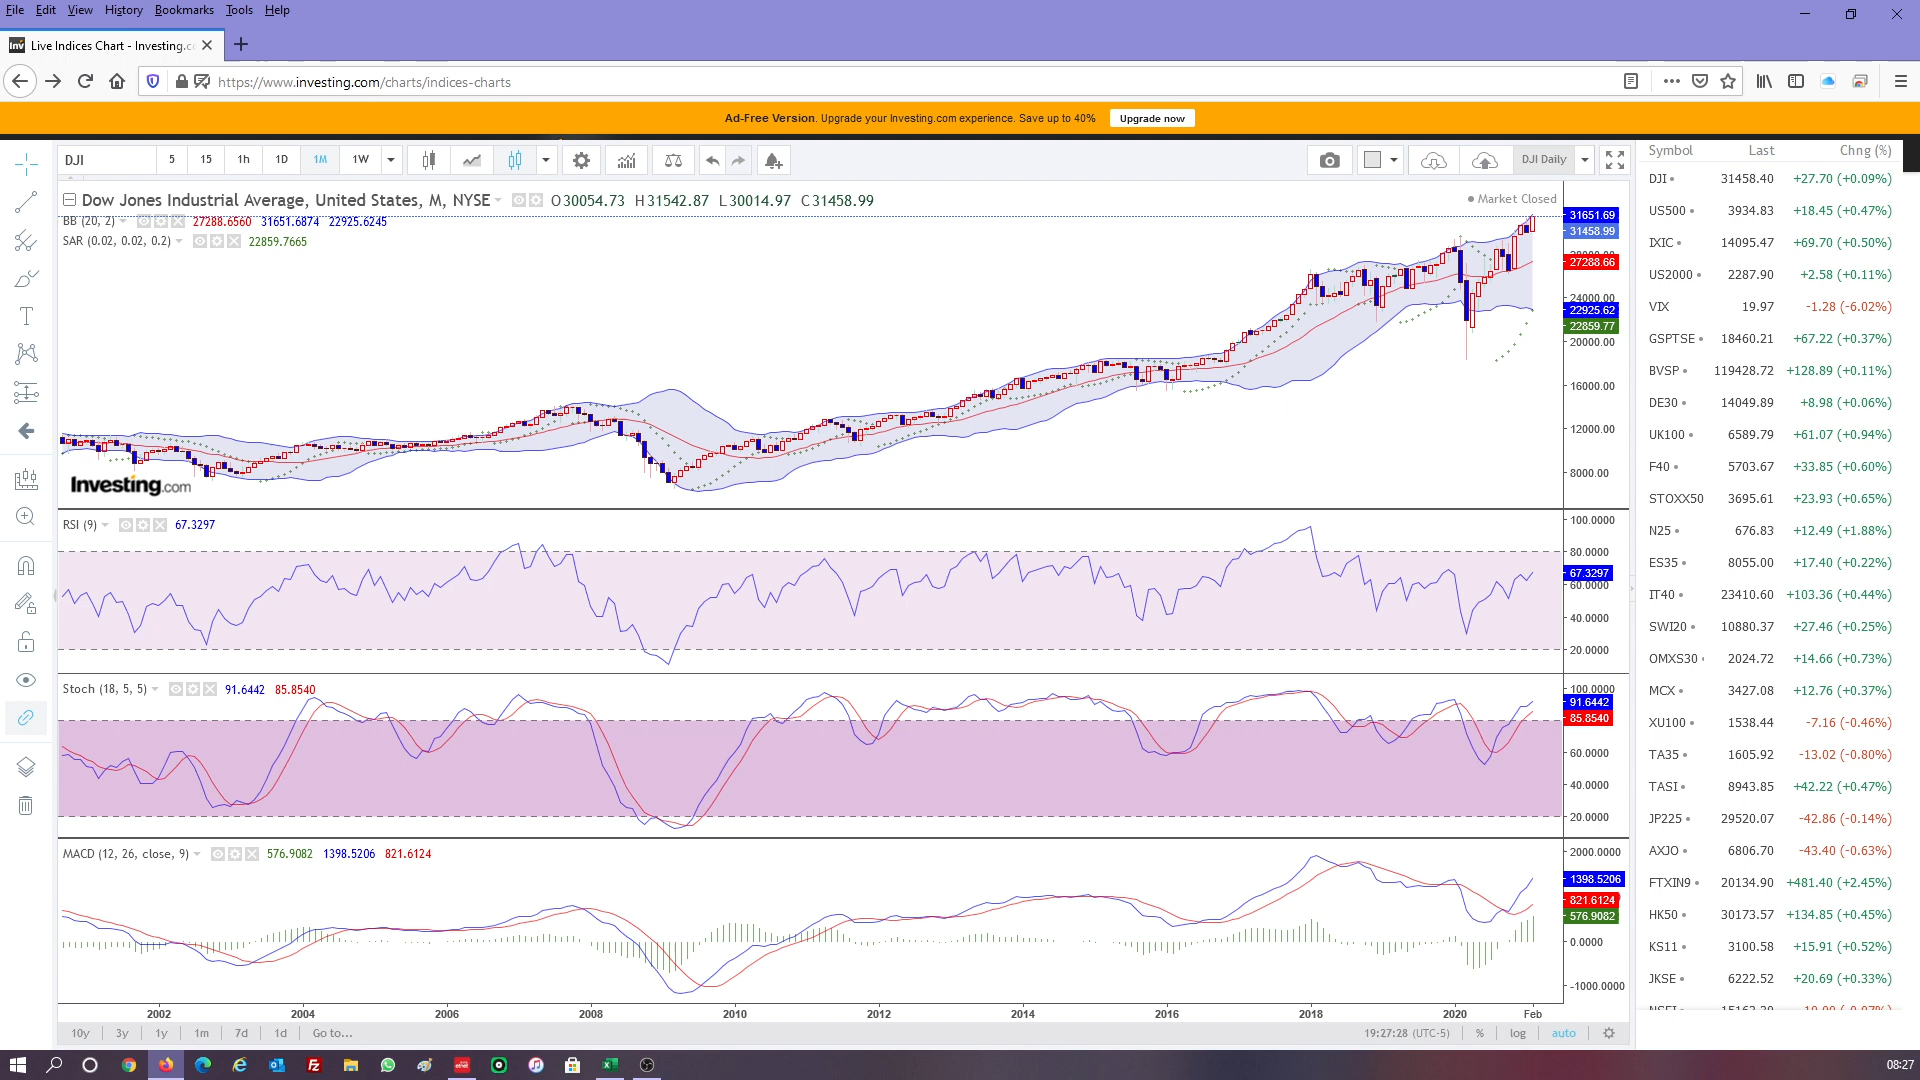 File Edit View History Bookmarks Tools Help
Live Indices Chart - Investing.c
https://www.investing.com/charts/indices-charts
Ad-Free Version. Upgrade your Investing.com experience. Save up to 40% Upgrade now
DJI 5 15 1h 1D 1M 1W DJI Daily
Dow Jones Industrial Average, United States, M, NYSE O30054.73 H31542.87 L30014.97 C31458.99 Market Closed
BB (20, 2) 27288.6560 31651.6874 22925.6245
SAR (0.02, 0.02, 0.2) 22859.7665
31651.69
31458.99
27288.66
24000.00
22925.62
22859.77
20000.00
16000.00
12000.00
8000.00
Investing.com
RSI (9) 67.3297
100.0000
80.0000
67.3297
60.0000
40.0000
20.0000
Stoch (18, 5, 5) 91.6442 85.8540
100.0000
91.6442
85.8540
60.0000
40.0000
20.0000
MACD (12, 26, close, 9) 576.9082 1398.5206 821.6124
2000.0000
1398.5206
821.6124
576.9082
0.0000
-1000.0000
2002 2004 2006 2008 2010 2012 2014 2016 2018 2020 Feb
10y 3y 1y 1m 7d 1d Go to... 19:27:28 (UTC-5) % log auto
Symbol Last Chng (%)
DJI 31458.40 +27.70 (+0.09%)
US500 3934.83 +18.45 (+0.47%)
IXIC 14095.47 +69.70 (+0.50%)
US2000 2287.90 +2.58 (+0.11%)
VIX 19.97 -1.28 (-6.02%)
GSPTSE 18460.21 +67.22 (+0.37%)
BVSP 119428.72 +128.89 (+0.11%)
DE30 14049.89 +8.98 (+0.06%)
UK100 6589.79 +61.07 (+0.94%)
F40 5703.67 +33.85 (+0.60%)
STOXX50 3695.61 +23.93 (+0.65%)
N25 676.83 +12.49 (+1.88%)
ES35 8055.00 +17.40 (+0.22%)
IT40 23410.60 +103.36 (+0.44%)
SWI20 10880.37 +27.46 (+0.25%)
OMXS30 2024.72 +14.66 (+0.73%)
MCX 3427.08 +12.76 (+0.37%)
XU100 1538.44 -7.16 (-0.46%)
TA35 1605.92 -13.02 (-0.80%)
TASI 8943.85 +42.22 (+0.47%)
JP225 29520.07 -42.86 (-0.14%)
AXJO 6806.70 -43.40 (-0.63%)
FTXIN9 20134.90 +481.40 (+2.45%)
HK50 30173.57 +134.85 (+0.45%)
KS11 3100.58 +15.91 (+0.52%)
JKSE 6222.52 +20.69 (+0.33%)
08:27